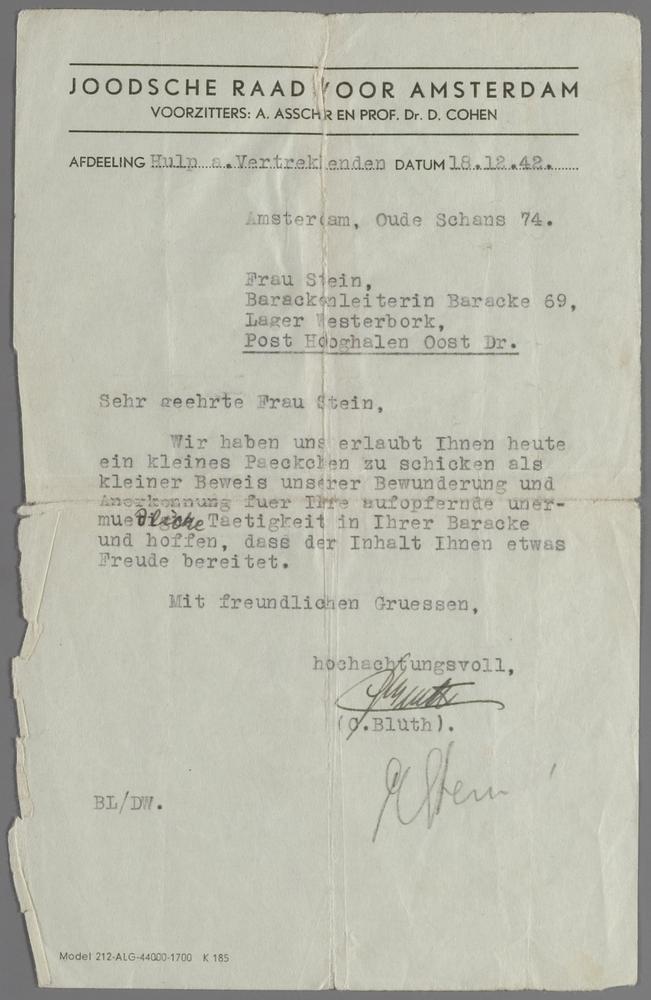 JOODSCHE RAAD VOOR AMSTERDAM
VOORZITTERS: A. ASSCHER EN PROF. Dr. D. COHEN
AFDEELING Hulp a.Vertrekkenden DATUM 18.12.42.
Amsterdam, Oude Schans 74.
Frau Stein,
Barackenleiterin Baracke 69,
Lager Westerbork,
Post Hooghalen Oost Dr.
Sehr geehrte Frau Stein,
Wir haben uns erlaubt Ihnen heute
ein kleines Paeckchen zu schicken als
kleiner Beweis unserer Bewunderung und
Anerkennung fuer Ihre aufopfernde uner-
muedliche Taetigkeit in Ihrer Baracke
und hoffen, dass der Inhalt Ihnen etwas
Freude bereitet.
Mit freundlichen Gruessen,
hochachtungsvoll,
(C.Bluth).
Stein
BL/DW.
Model 212-ALG-44000-1700 K 185